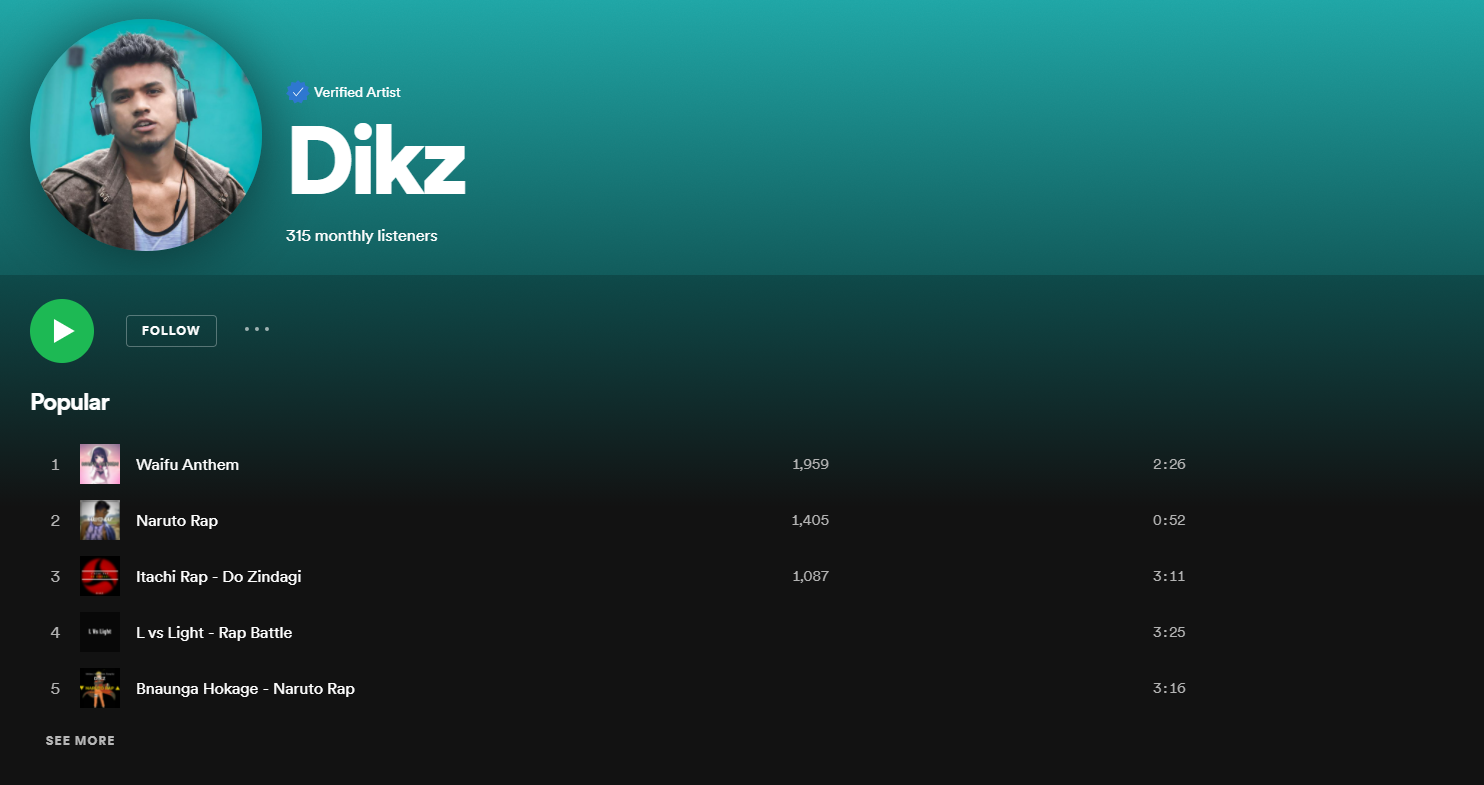 Verified Artist
Dikz
315 monthly listeners
FOLLOW
Popular
1 Waifu Anthem 1,959 2:26
2 Naruto Rap 1,405 0:52
3 Itachi Rap - Do Zindagi 1,087 3:11
4 L vs Light - Rap Battle 3:25
L Vs Light
5 Bnaunga Hokage - Naruto Rap 3:16
SEE MORE